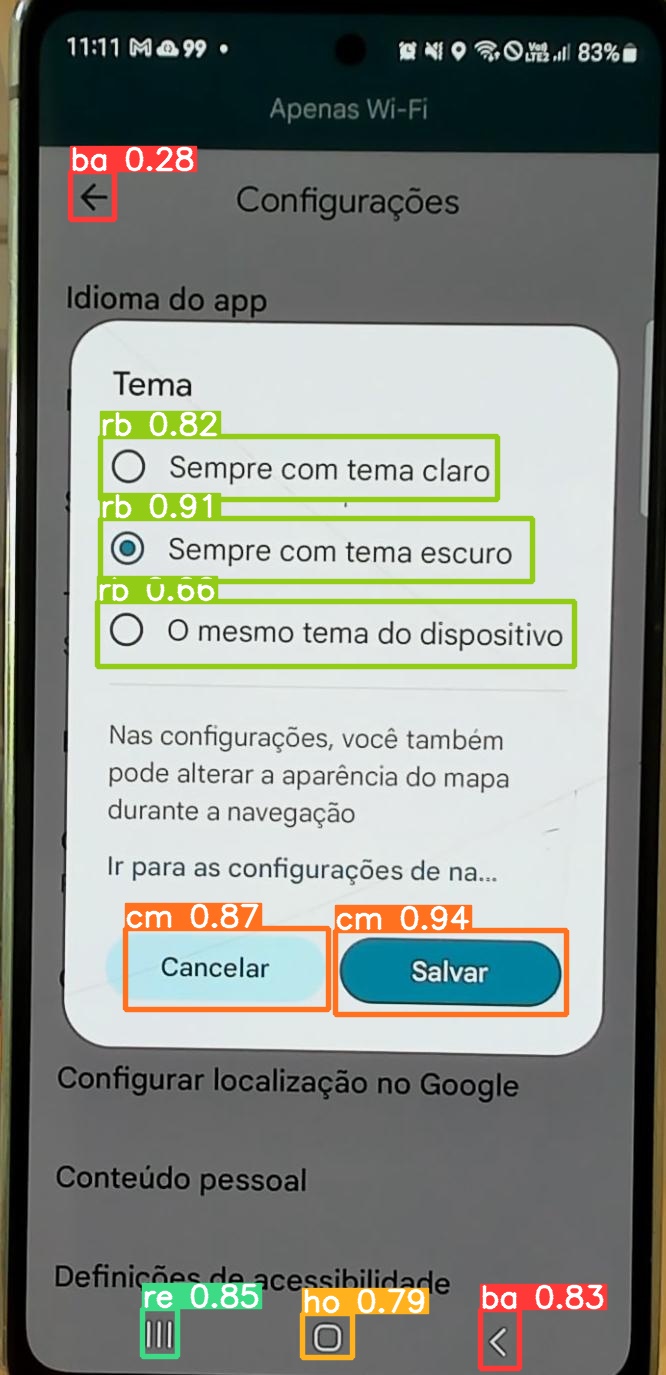 11:11 99
83%
Apenas Wi-Fi
ba 0.28
Configurações
Idioma do app
Tema
rb 0.82
Sempre com tema claro
rb 0.91
Sempre com tema escuro
rb 0.66
O mesmo tema do dispositivo
Nas configurações, você também
pode alterar a aparência do mapa
durante a navegação
Ir para as configurações de na...
cm 0.87
cm 0.94
Cancelar
Salvar
Configurar localização no Google
Conteúdo pessoal
Definições de acessibilidade
re 0.85
ho 0.79
ba 0.83